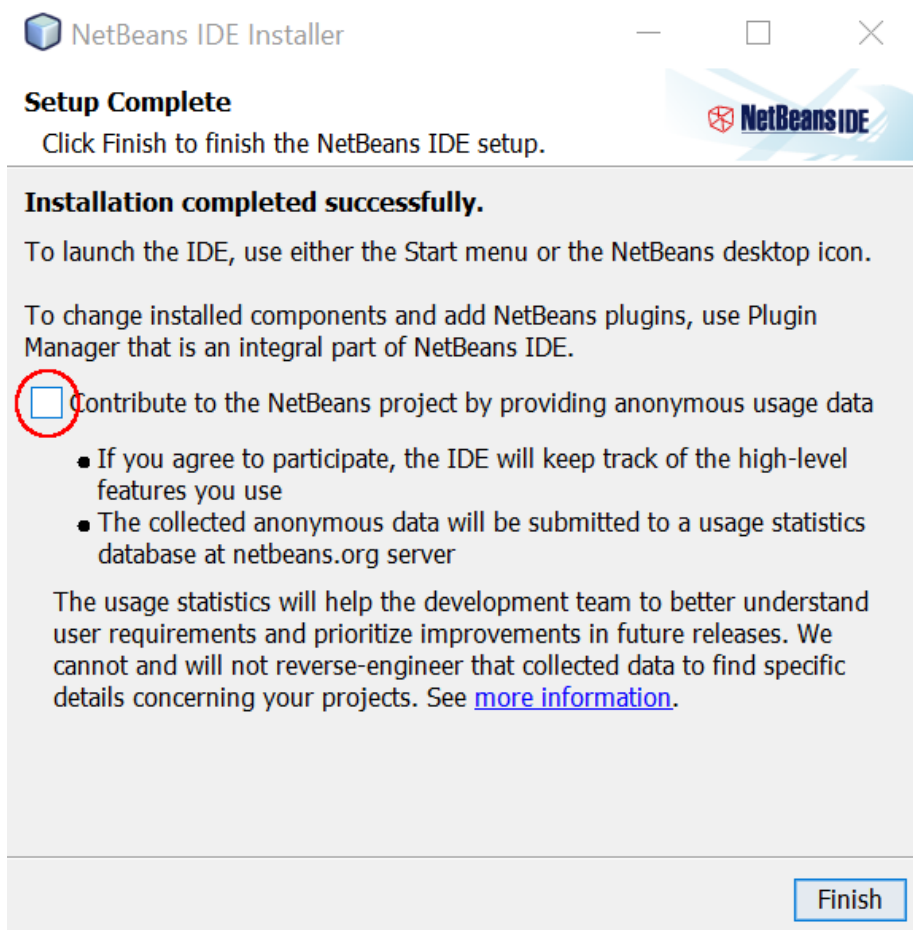 NetBeans IDE Installer
Setup Complete
NetBeans IDE
Click Finish to finish the NetBeans IDE setup.
Installation completed successfully.
To launch the IDE, use either the Start menu or the NetBeans desktop icon.
To change installed components and add NetBeans plugins, use Plugin
Manager that is an integral part of NetBeans IDE.
Contribute to the NetBeans project by providing anonymous usage data
• If you agree to participate, the IDE will keep track of the high-level
features you use
• The collected anonymous data will be submitted to a usage statistics
database at netbeans.org server
The usage statistics will help the development team to better understand
user requirements and prioritize improvements in future releases. We
cannot and will not reverse-engineer that collected data to find specific
details concerning your projects. See more information.
Finish